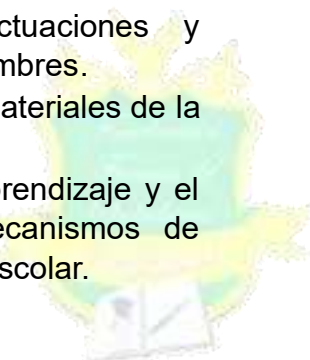 ctuaciones y
mbres.
ateriales de la
rendizaje y el
ecanismos de
scolar.